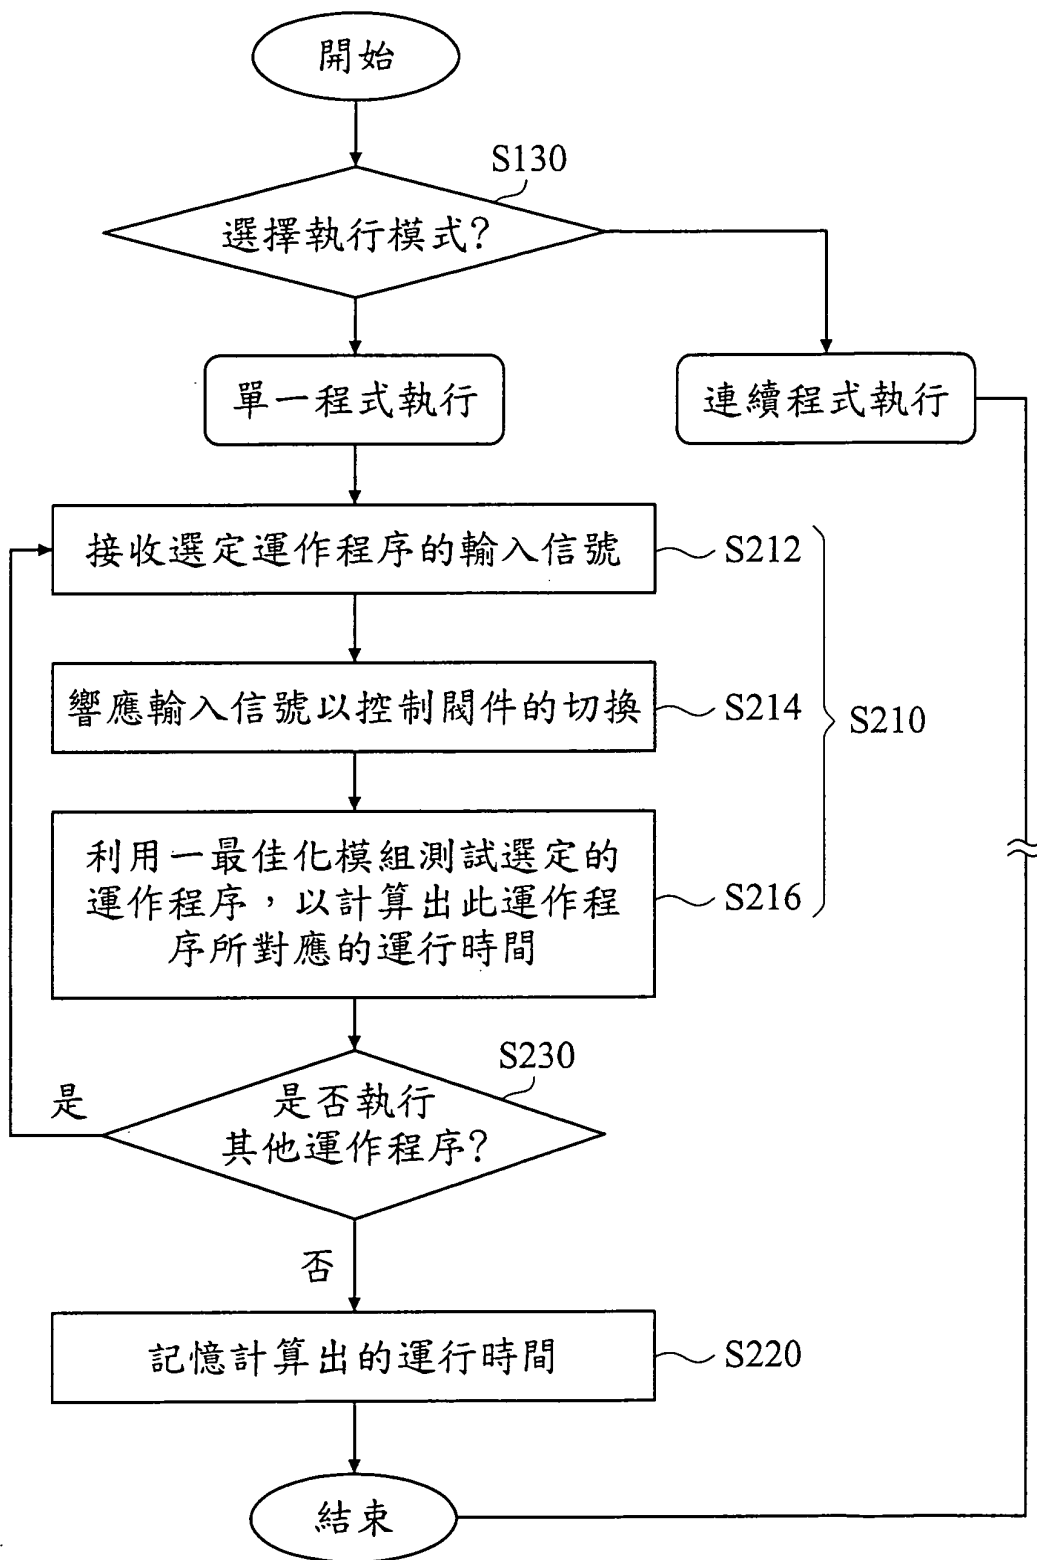 開始
S130
選擇執行模式?
單一程式執行
連續程式執行
接收選定運作程序的輸入信號
S212
響應輸入信號以控制閥件的切換
S214
S210
利用一最佳化模組測試選定的
運作程序，以計算出此運作程
序所對應的運行時間
S216
S230
是否執行
其他運作程序?
是
否
記憶計算出的運行時間
S220
結束